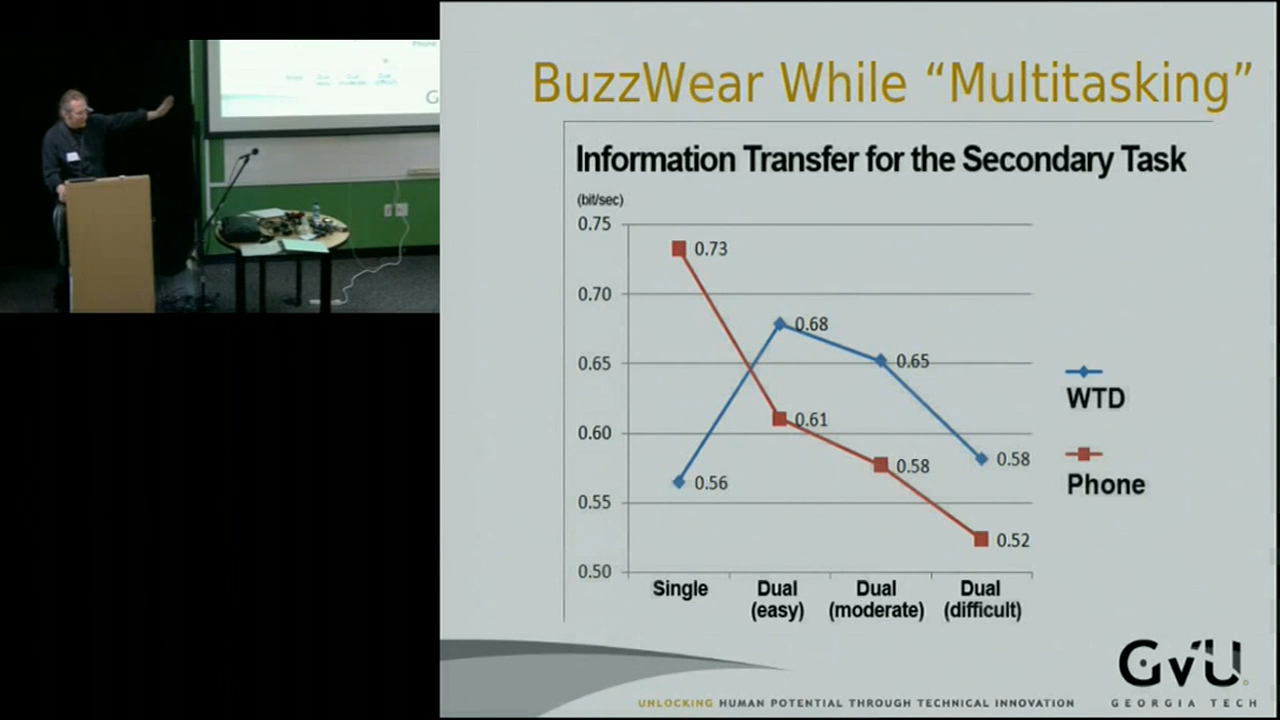 BuzzWear While “Multitasking”
Information Transfer for the Secondary Task
(bit/sec)
0.75
0.73
0.70
0.68
0.65
0.65
0.61
0.60
0.58
0.58
0.56
0.55
0.52
0.50
Single
Dual (easy)
Dual (moderate)
Dual (difficult)
WTD
Phone
GvU
GEORGIA TECH
UNLOCKING HUMAN POTENTIAL THROUGH TECHNICAL INNOVATION